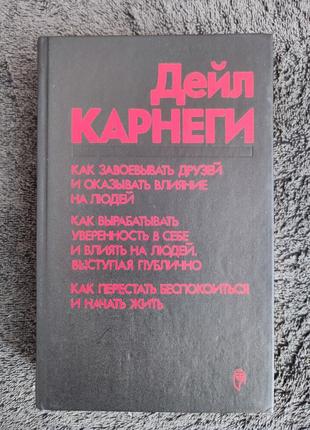 Дейл
КАРНЕГИ
КАК ЗАВОЕВЫВАТЬ ДРУЗЕЙ
И ОКАЗЫВАТЬ ВЛИЯНИЕ
НА ЛЮДЕЙ
КАК ВЫРАБАТЫВАТЬ
УВЕРЕННОСТЬ В СЕБЕ
И ВЛИЯТЬ НА ЛЮДЕЙ,
ВЫСТУПАЯ ПУБЛИЧНО
КАК ПЕРЕСТАТЬ БЕСПОКОИТЬСЯ
И НАЧАТЬ ЖИТЬ